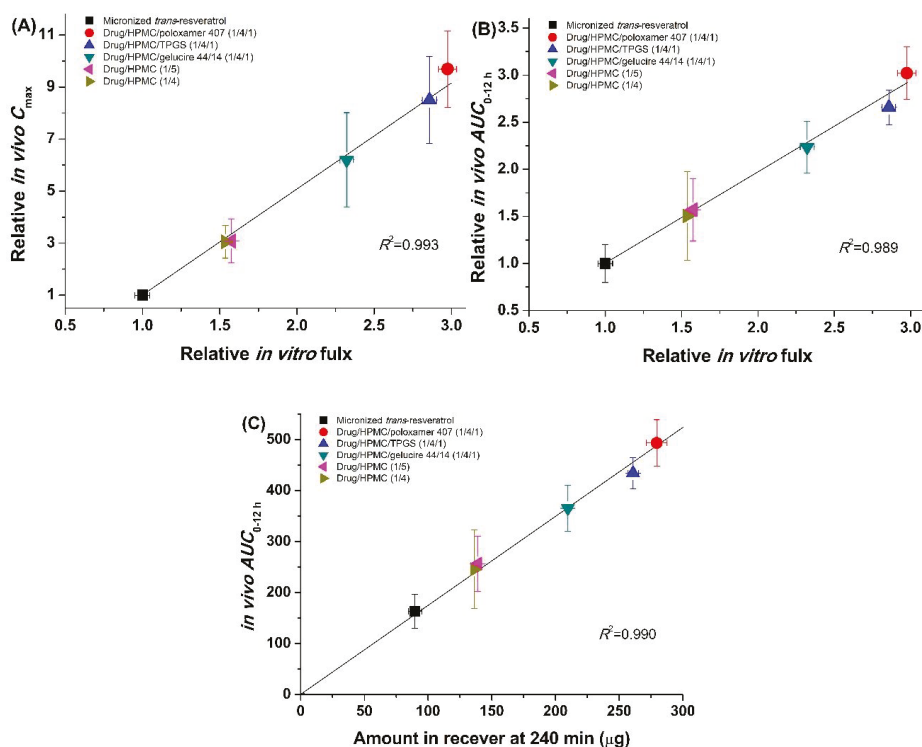 (A)
Micronized trans-resveratrol
Drug/HPMC/poloxamer 407 (1/4/1)
Drug/HPMC/TPGS (1/4/1)
Drug/HPMC/gelucire 44/14 (1/4/1)
Drug/HPMC (1/5)
Drug/HPMC (1/4)
11
9
7
5
3
1
Relative in vivo Cmax
R²=0.993
0.5 1.0 1.5 2.0 2.5 3.0
Relative in vitro fulx
(B)
Micronized trans-resveratrol
Drug/HPMC/poloxamer 407 (1/4/1)
Drug/HPMC/TPGS (1/4/1)
Drug/HPMC/gelucire 44/14 (1/4/1)
Drug/HPMC (1/5)
Drug/HPMC (1/4)
3.5
3.0
2.5
2.0
1.5
1.0
0.5
Relative in vivo AUC0-12 h
R²=0.989
0.5 1.0 1.5 2.0 2.5 3.0
Relative in vitro fulx
(C)
Micronized trans-resveratrol
Drug/HPMC/poloxamer 407 (1/4/1)
Drug/HPMC/TPGS (1/4/1)
Drug/HPMC/gelucire 44/14 (1/4/1)
Drug/HPMC (1/5)
Drug/HPMC (1/4)
500
400
300
200
100
0
in vivo AUC0-12 h
R²=0.990
0 50 100 150 200 250 300
Amount in recever at 240 min (μg)